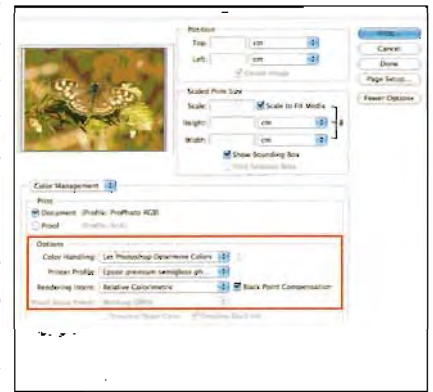 Position
Top: cm
Left: cm
Center Image
Scaled Print Size
Scale: Scale to Fit Media
Height: cm
Width: cm
Show Bounding Box
Print Selected Area
Print...
Cancel
Done
Page Setup...
Fewer Options
Color Management
Print
Document (Profile: ProPhoto RGB)
Proof
Options
Color Handling: Let Photoshop Determine Colors
Printer Profile: Epson premium semigloss ph...
Rendering Intent: Relative Colorimetric Black Point Compensation